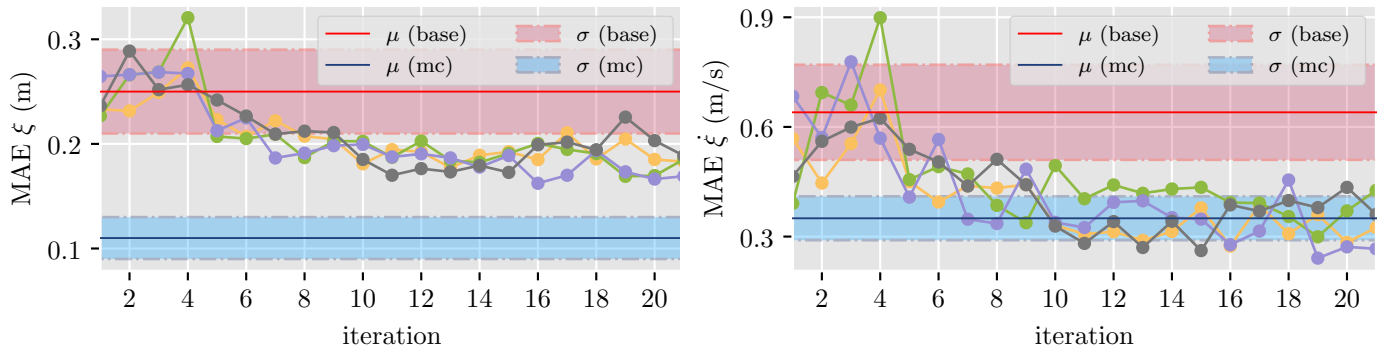 MAE ξ (m)
0.3
0.2
0.1
μ (base)
μ (mc)
σ (base)
σ (mc)
2 4 6 8 10 12 14 16 18 20
iteration
MAE ξ̇ (m/s)
0.9
0.6
0.3
μ (base)
μ (mc)
σ (base)
σ (mc)
2 4 6 8 10 12 14 16 18 20
iteration